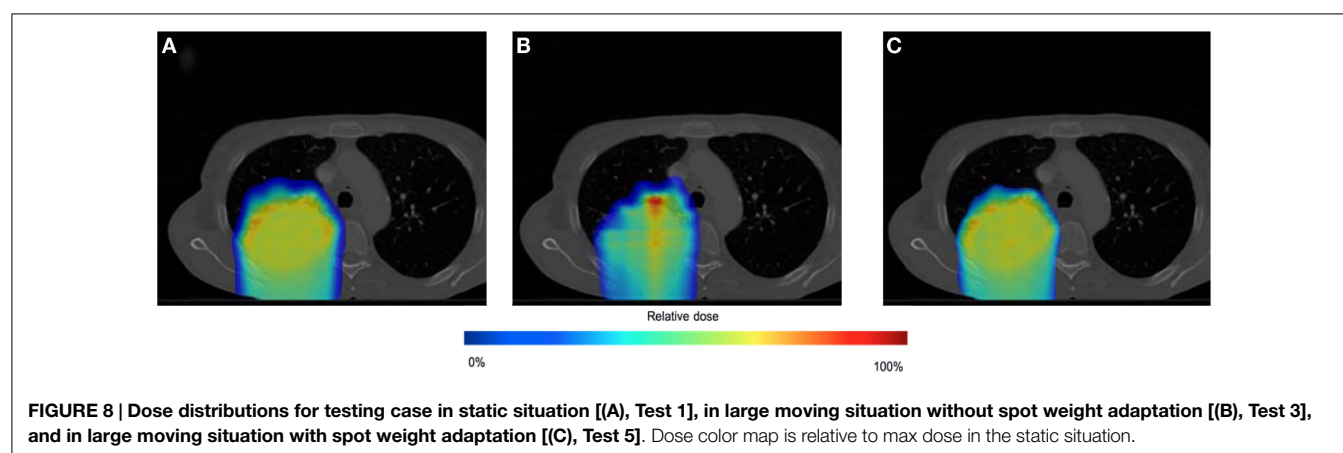 A
B
C
Relative dose
0%
100%
FIGURE 8 | Dose distributions for testing case in static situation [(A), Test 1], in large moving situation without spot weight adaptation [(B), Test 3],
and in large moving situation with spot weight adaptation [(C), Test 5]. Dose color map is relative to max dose in the static situation.